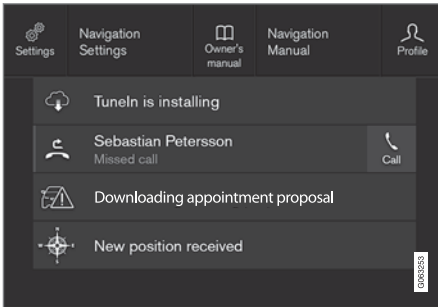 Settings
Navigation
Settings
Owner's
manual
Navigation
Manual
Profile
TuneIn is installing
Sebastian Petersson
Missed call
Call
Downloading appointment proposal
New position received
G063253